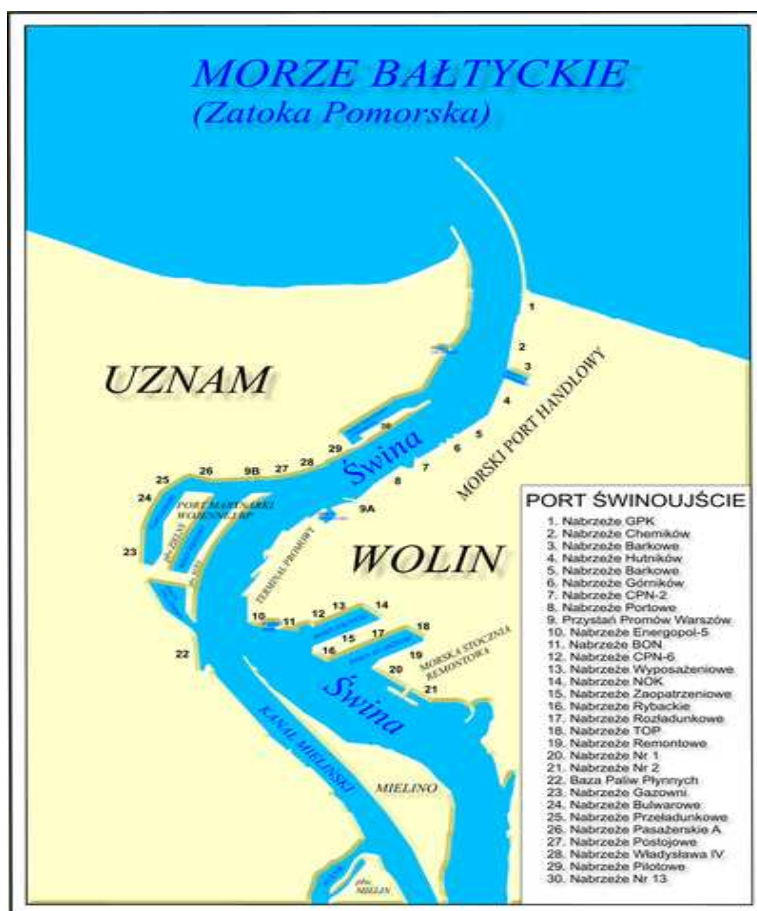 MORZE BAŁTYCKIE
(Zatoka Pomorska)
1
2
3
4
5
6
7
8
9A
UZNAM
MORSKI PORT HANDLOWY
30
29
28
27
9B
26
25
24
23
22
Świna
PORT MARYNARKI
WOJENNEJ RP
TERMINAL PROMOWY
WOLIN
10
11
12
13
14
15
16
17
18
19
20
21
MORSKA STOCZNIA
REMONTOWA
Świna
KANAŁ MIELIŃSKI
MIELINO
MIELIN
PORT ŚWINOUJŚCIE
1. Nabrzeże GPK
2. Nabrzeże Chemików
3. Nabrzeże Barkowe
4. Nabrzeże Hutników
5. Nabrzeże Barkowe
6. Nabrzeże Górników
7. Nabrzeże CPN-2
8. Nabrzeże Portowe
9. Przystań Promów Warszów
10. Nabrzeże Energopol-5
11. Nabrzeże BON
12. Nabrzeże CPN-6
13. Nabrzeże Wyposażeniowe
14. Nabrzeże NOK
15. Nabrzeże Zaopatrzeniowe
16. Nabrzeże Rybackie
17. Nabrzeże Rozładunkowe
18. Nabrzeże TOP
19. Nabrzeże Remontowe
20. Nabrzeże Nr 1
21. Nabrzeże Nr 2
22. Baza Paliw Płynnych
23. Nabrzeże Gazowni
24. Nabrzeże Bulwarowe
25. Nabrzeże Przeładunkowe
26. Nabrzeże Pasażerskie A
27. Nabrzeże Postojowe
28. Nabrzeże Władysława IV
29. Nabrzeże Pilotowe
30. Nabrzeże Nr 13